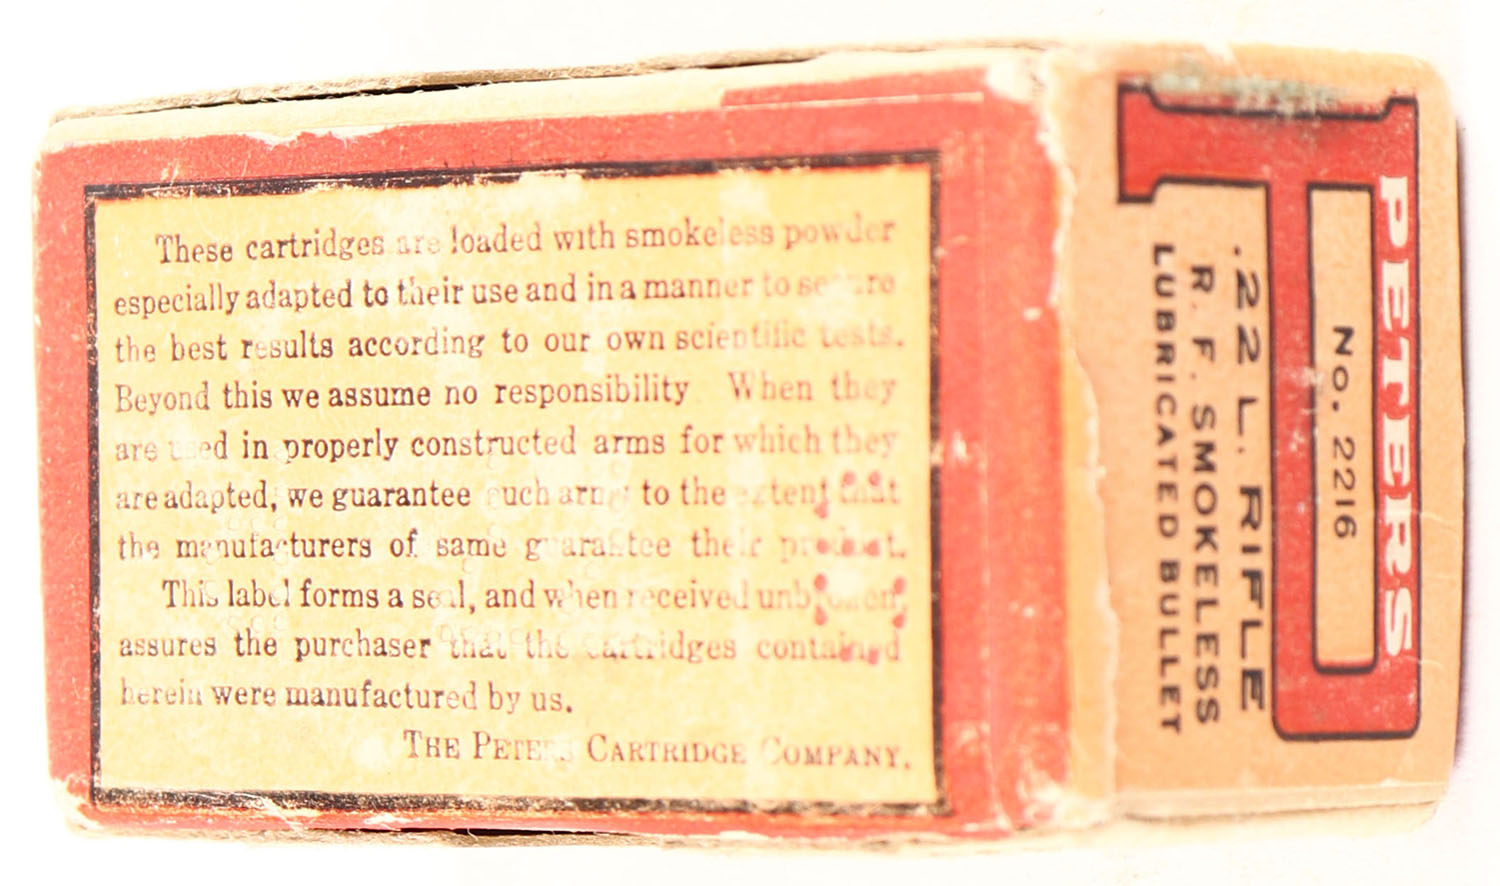 These cartridges are loaded with smokeless powder
especially adapted to their use and in a manner to secure
the best results according to our own scientific tests.
Beyond this we assume no responsibility When they
are used in properly constructed arms for which they
are adapted, we guarantee such arms to the extent that
the manufacturers of same guarantee their product.
This label forms a seal, and when received unbroken,
assures the purchaser that the cartridges contained
herein were manufactured by us.
THE PETERS CARTRIDGE COMPANY.
PETERS
No. 2216
.22 L. RIFLE
R. F. SMOKELESS
LUBRICATED BULLET